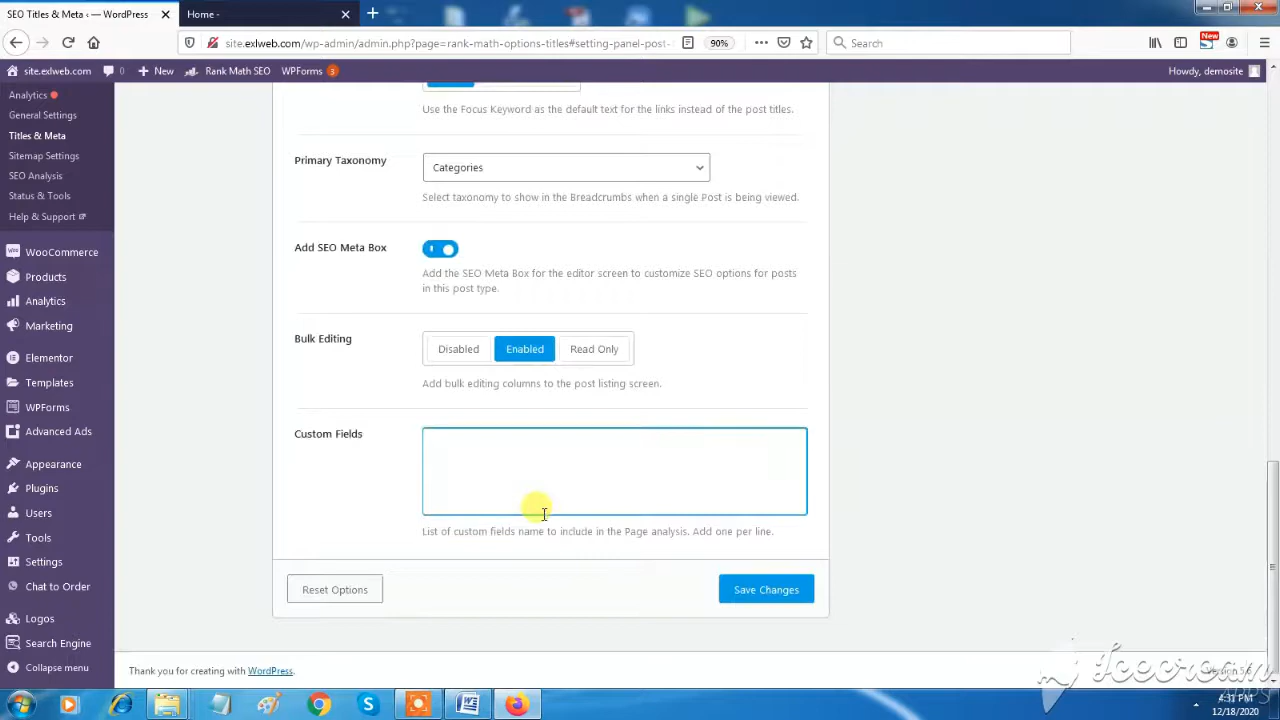 SEO Titles & Meta ‹ — WordPress
Home -
site.exlweb.com/wp-admin/admin.php?page=rank-math-options-titles#setting-panel-post-
90%
Search
New
site.exlweb.com
0
New
Rank Math SEO
WPForms
3
Howdy, demosite
Analytics
General Settings
Titles & Meta
Sitemap Settings
SEO Analysis
Status & Tools
Help & Support
WooCommerce
Products
Analytics
Marketing
Elementor
Templates
WPForms
Advanced Ads
Appearance
Plugins
Users
Tools
Settings
Chat to Order
Logos
Search Engine
Collapse menu
Use the Focus Keyword as the default text for the links instead of the post titles.
Primary Taxonomy
Categories
Select taxonomy to show in the Breadcrumbs when a single Post is being viewed.
Add SEO Meta Box
Add the SEO Meta Box for the editor screen to customize SEO options for posts
in this post type.
Bulk Editing
Disabled
Enabled
Read Only
Add bulk editing columns to the post listing screen.
Custom Fields
List of custom fields name to include in the Page analysis. Add one per line.
Reset Options
Save Changes
Thank you for creating with WordPress.
Version 5.6
Icecream
APPS
4:31 PM
12/18/2020